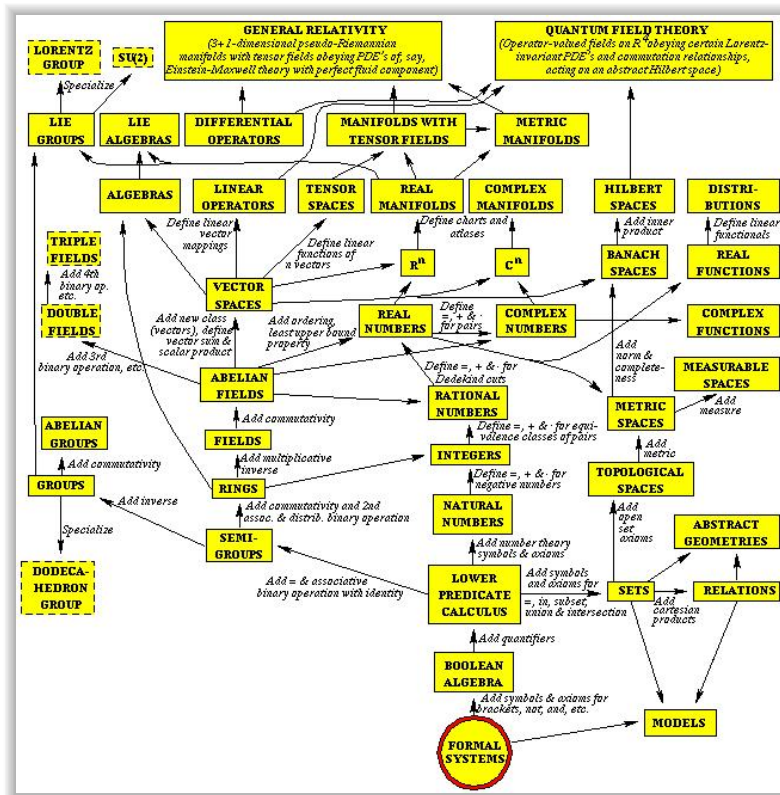 GENERAL RELATIVITY
(3+1-dimensional pseudo-Riemannian
manifolds with tensor fields obeying PDE's of, say,
Einstein-Maxwell theory with perfect fluid component)
QUANTUM FIELD THEORY
(Operator-valued fields on R⁴ obeying certain Lorentz-
invariant PDE's and commutation relationships,
acting on an abstract Hilbert space)
LORENTZ
GROUP
SU(2)
Specialize
LIE
GROUPS
LIE
ALGEBRAS
DIFFERENTIAL
OPERATORS
MANIFOLDS WITH
TENSOR FIELDS
METRIC
MANIFOLDS
ALGEBRAS
LINEAR
OPERATORS
TENSOR
SPACES
REAL
MANIFOLDS
COMPLEX
MANIFOLDS
HILBERT
SPACES
DISTRI-
BUTIONS
Define linear
vector
mappings
Define linear
functions of
n vectors
Define charts and
atlases
Add inner
product
Define linear
functionals
TRIPLE
FIELDS
Add 4th
binary op.
etc.
DOUBLE
FIELDS
VECTOR
SPACES
Rⁿ
Cⁿ
BANACH
SPACES
REAL
FUNCTIONS
Add new class
(vectors), define
vector sum &
scalar product
Add ordering,
least upper bound
property
REAL
NUMBERS
Define
=, + & ·
for pairs
COMPLEX
NUMBERS
COMPLEX
FUNCTIONS
Add 3rd
binary operation, etc.
ABELIAN
FIELDS
Define =, + & · for
Dedekind cuts
RATIONAL
NUMBERS
Add
norm &
complete-
ness
MEASURABLE
SPACES
Add
measure
METRIC
SPACES
ABELIAN
GROUPS
Add commutativity
FIELDS
Define =, + & · for equi-
valence classes of pairs
INTEGERS
Add
metric
Add commutativity
GROUPS
Add multiplicative
inverse
RINGS
Define =, + & · for
negative numbers
TOPOLOGICAL
SPACES
Add inverse
Add commutativity and 2nd
assoc. & distrib. binary operation
NATURAL
NUMBERS
Add
open
set
axioms
Specialize
SEMI-
GROUPS
Add number theory
symbols & axioms
ABSTRACT
GEOMETRIES
DODECA-
HEDRON
GROUP
Add = & associative
binary operation with identity
LOWER
PREDICATE
CALCULUS
Add symbols
and axioms for
=, in, subset,
union & intersection
SETS
Add
cartesian
products
RELATIONS
Add quantifiers
BOOLEAN
ALGEBRA
Add symbols & axioms for
brackets, not, and, etc.
MODELS
FORMAL
SYSTEMS